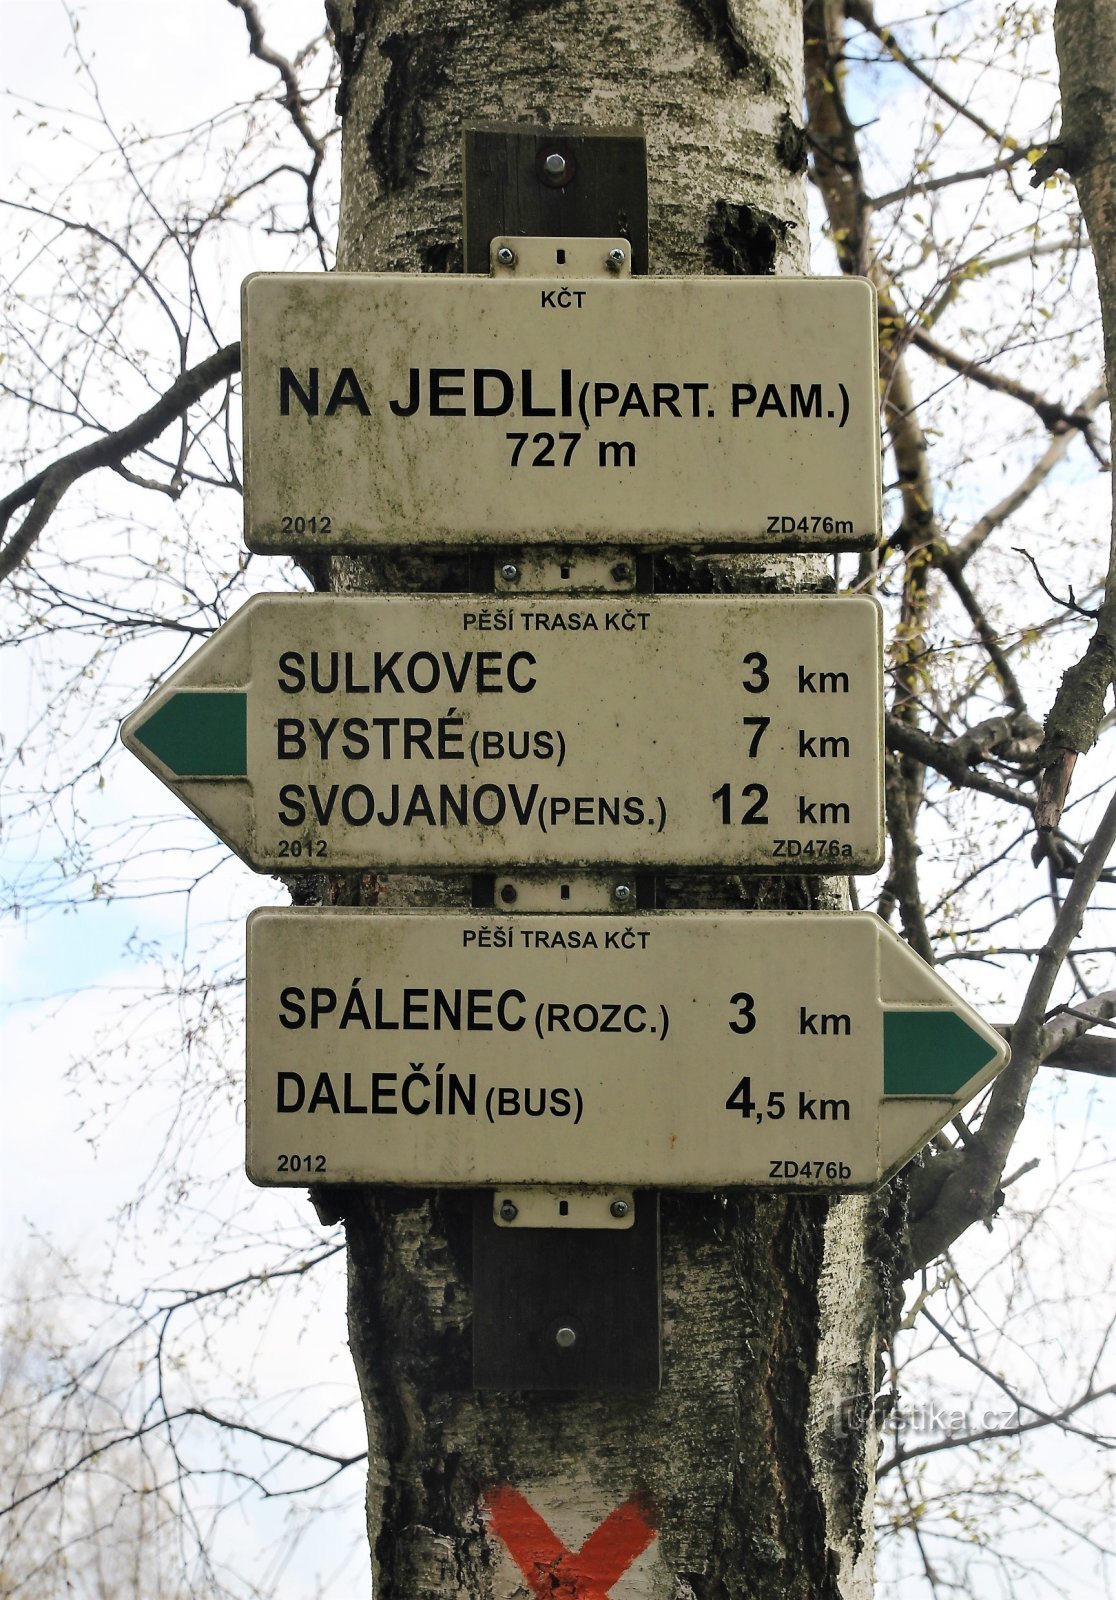 KČT
NA JEDLI(PART. PAM.)
727 m
2012 ZD476m
PĚŠÍ TRASA KČT
SULKOVEC 3 km
BYSTRÉ(BUS) 7 km
SVOJANOV(PENS.) 12 km
2012 ZD476a
PĚŠÍ TRASA KČT
SPÁLENEC(ROZC.) 3 km
DALEČÍN(BUS) 4,5 km
2012 ZD476b
Turistika.cz